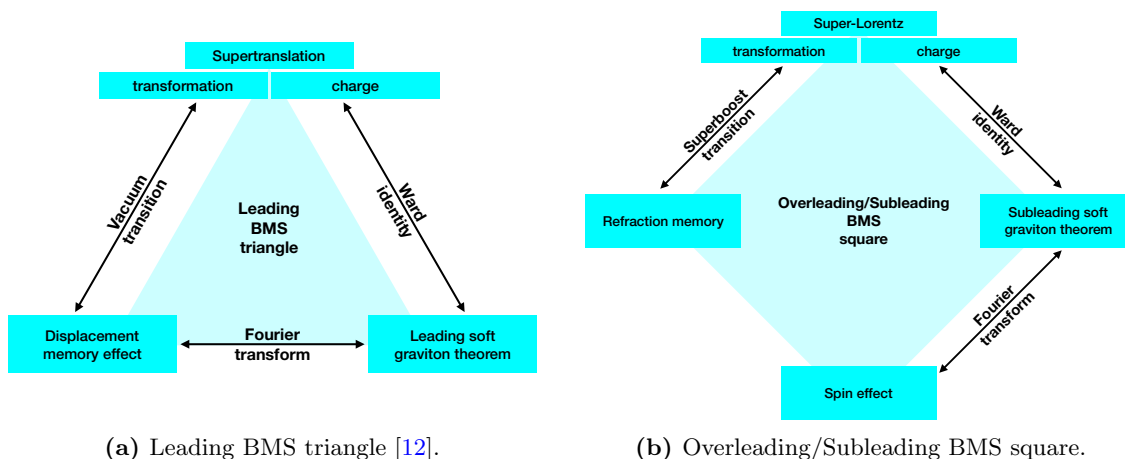 Supertranslation
transformation
charge
Vacuum
transition
Ward
identity
Leading
BMS
triangle
Displacement
memory effect
Fourier
transform
Leading soft
graviton theorem
(a) Leading BMS triangle [12].
Super-Lorentz
transformation
charge
Superboost
transition
Ward
identity
Refraction memory
Overleading/Subleading
BMS
square
Subleading soft
graviton theorem
Fourier
transform
Spin effect
(b) Overleading/Subleading BMS square.